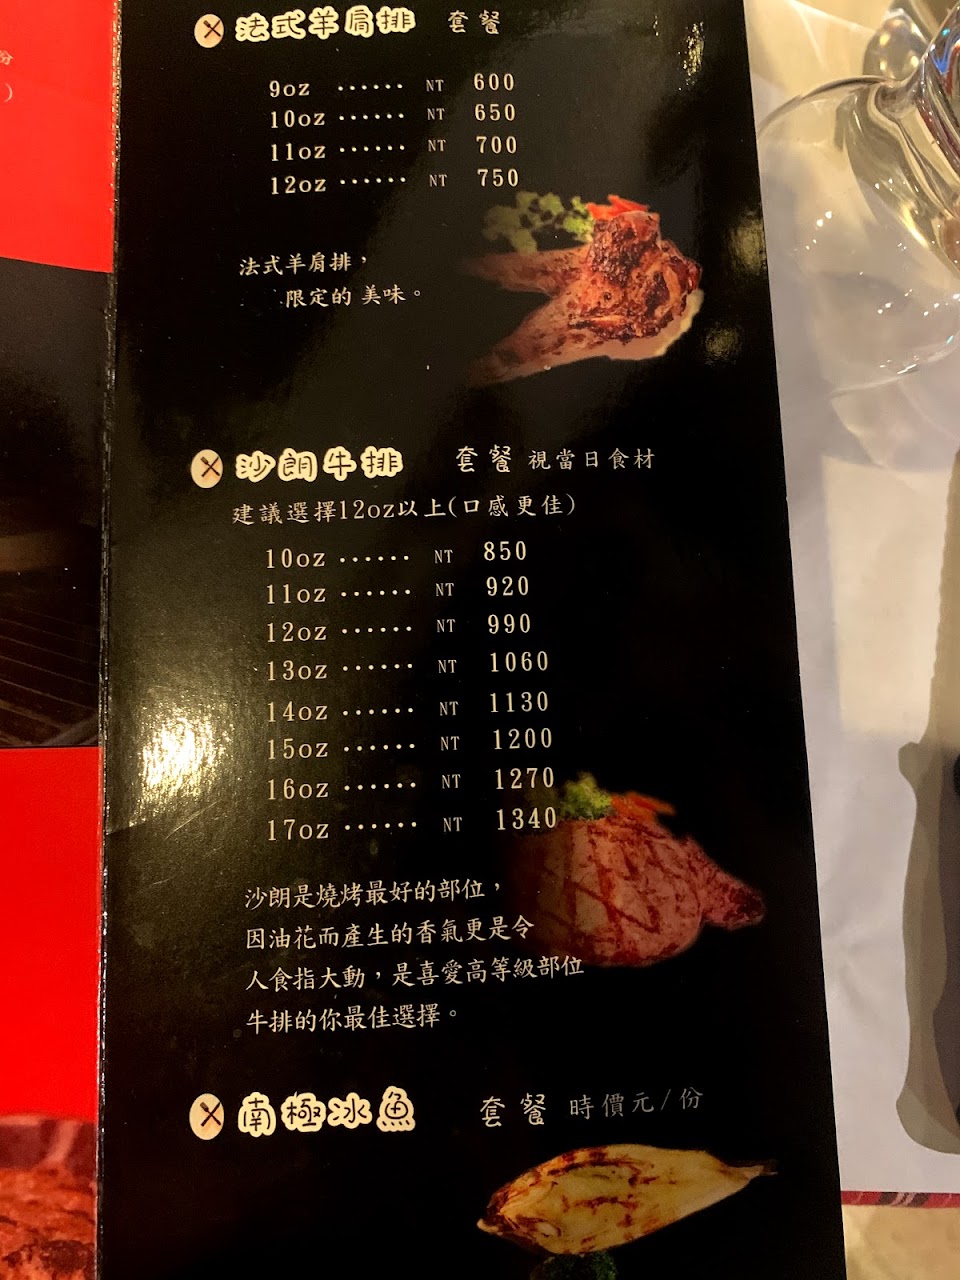 份
)
法式羊肩排 套餐
9oz ······ NT 600
10oz ······ NT 650
11oz ······ NT 700
12oz ······ NT 750
法式羊肩排，
限定的 美味。
沙朗牛排 套餐 視當日食材
建議選擇12oz以上(口感更佳)
10oz ······ NT 850
11oz ······ NT 920
12oz ······ NT 990
13oz ······ NT 1060
14oz ······ NT 1130
15oz ······ NT 1200
16oz ······ NT 1270
17oz ······ NT 1340
沙朗是燒烤最好的部位，
因油花而產生的香氣更是令
人食指大動，是喜愛高等級部位
牛排的你最佳選擇。
南極冰魚 套餐 時價元/份